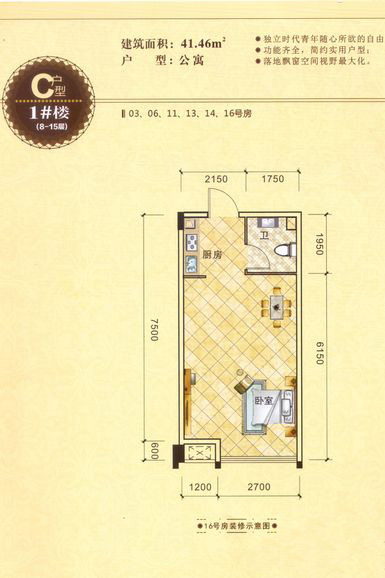 建筑面积：41.46m²
户 型：公寓
独立时代青年随心所欲的自由
功能齐全，简约实用户型；
落地飘窗空间视野最大化。
C户型
1#楼
(8-15层)
03、06、11、13、14、16号房
2150 1750
卫
厨房
1950
7500
6150
卧室
600
1200 2700
16号房装修示意图